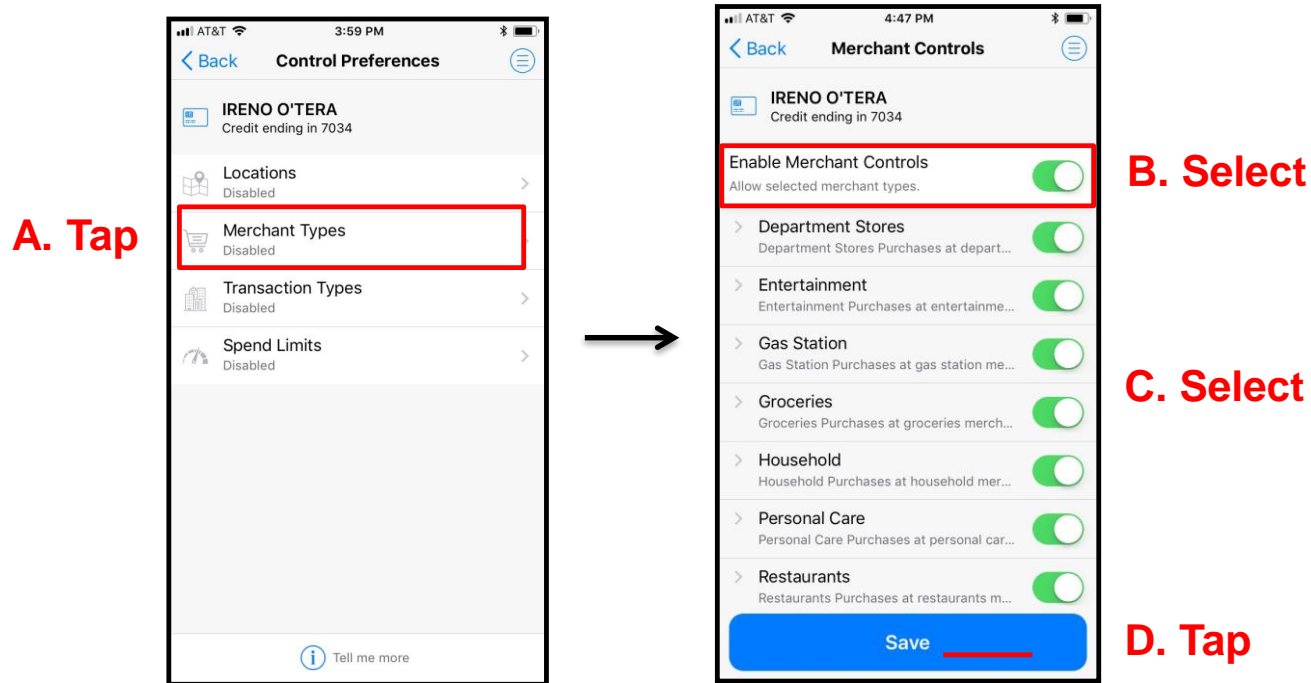 AT&T 3:59 PM
Back Control Preferences
IRENO O'TERA
Credit ending in 7034
Locations
Disabled
A. Tap
Merchant Types
Disabled
Transaction Types
Disabled
Spend Limits
Disabled
i Tell me more
AT&T 4:47 PM
Back Merchant Controls
IRENO O'TERA
Credit ending in 7034
Enable Merchant Controls
Allow selected merchant types.
B. Select
Department Stores
Department Stores Purchases at depart...
Entertainment
Entertainment Purchases at entertainme...
Gas Station
Gas Station Purchases at gas station me...
C. Select
Groceries
Groceries Purchases at groceries merch...
Household
Household Purchases at household mer...
Personal Care
Personal Care Purchases at personal car...
Restaurants
Restaurants Purchases at restaurants m...
Save
D. Tap